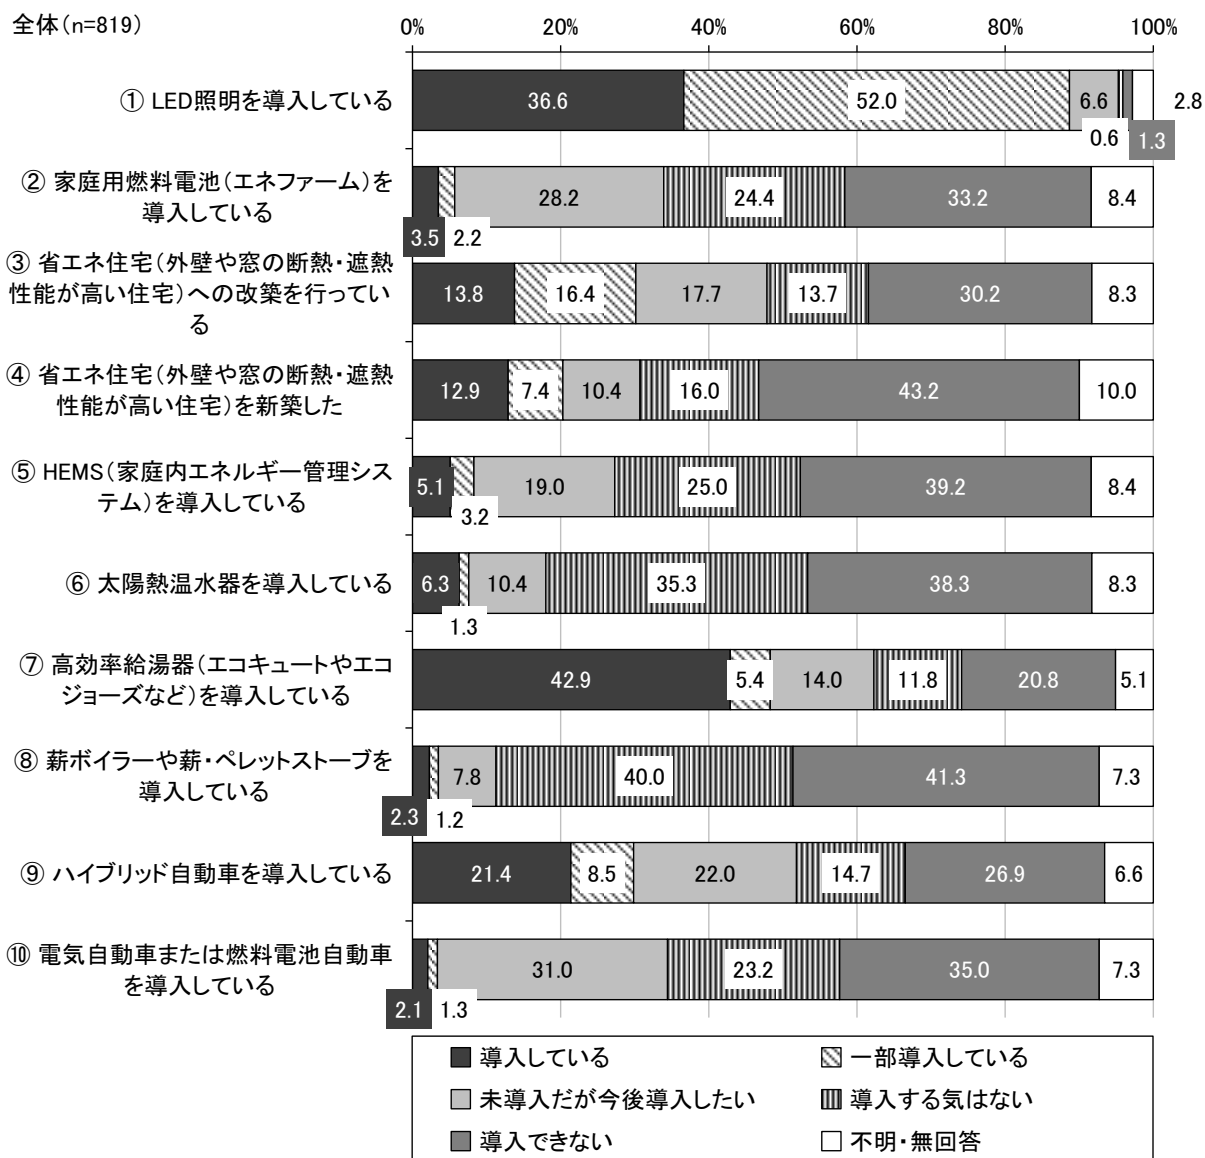 全体(n=819)
0% 20% 40% 60% 80% 100%
① LED照明を導入している
36.6 52.0 6.6 0.6 1.3 2.8
② 家庭用燃料電池(エネファーム)を
導入している
3.5 2.2 28.2 24.4 33.2 8.4
③ 省エネ住宅(外壁や窓の断熱・遮熱
性能が高い住宅)への改築を行ってい
る
13.8 16.4 17.7 13.7 30.2 8.3
④ 省エネ住宅(外壁や窓の断熱・遮熱
性能が高い住宅)を新築した
12.9 7.4 10.4 16.0 43.2 10.0
⑤ HEMS(家庭内エネルギー管理シス
テム)を導入している
5.1 3.2 19.0 25.0 39.2 8.4
⑥ 太陽熱温水器を導入している
6.3 1.3 10.4 35.3 38.3 8.3
⑦ 高効率給湯器(エコキュートやエコ
ジョーズなど)を導入している
42.9 5.4 14.0 11.8 20.8 5.1
⑧ 薪ボイラーや薪・ペレットストーブを
導入している
2.3 1.2 7.8 40.0 41.3 7.3
⑨ ハイブリッド自動車を導入している
21.4 8.5 22.0 14.7 26.9 6.6
⑩ 電気自動車または燃料電池自動車
を導入している
2.1 1.3 31.0 23.2 35.0 7.3
導入している 一部導入している
未導入だが今後導入したい 導入する気はない
導入できない 不明・無回答